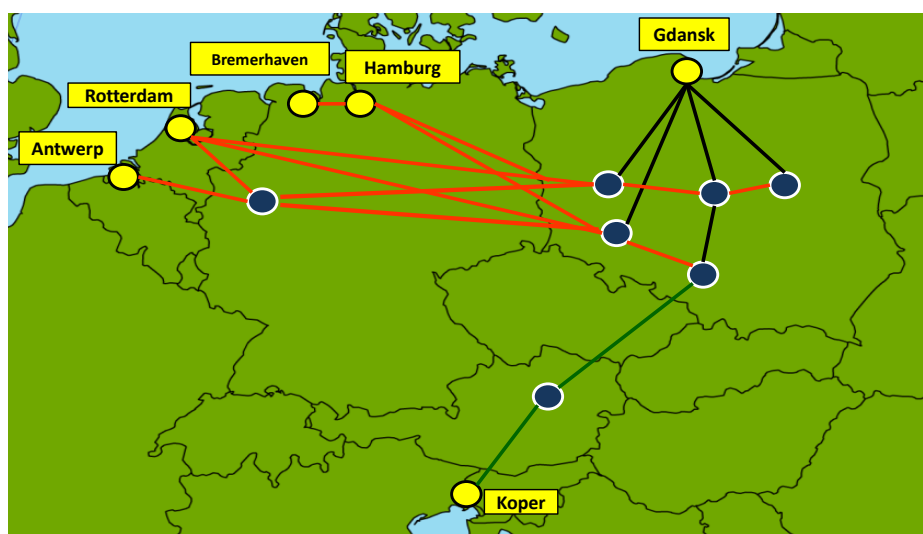 Gdansk
Bremerhaven
Hamburg
Rotterdam
Antwerp
Koper